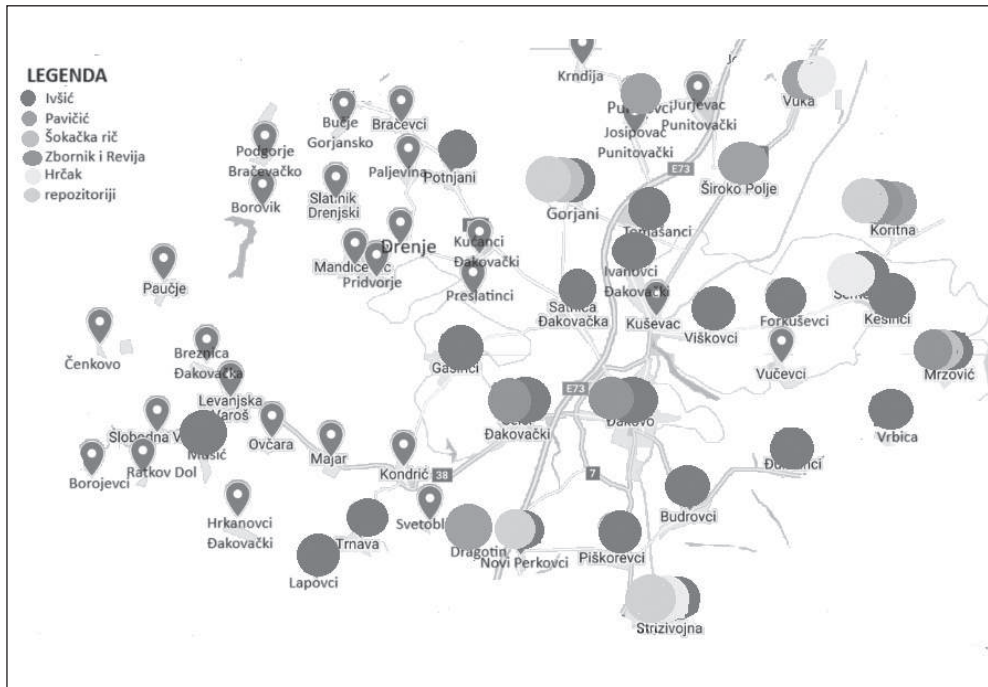 LEGENDA
Ivšić
Pavičić
Šokačka rič
Zbornik i Revija
Hrčak
repozitoriji
Krndija
Jurjevac
Punitovački
Josipovac
Punitovački
Vuka
E73
Široko Polje
Bučje
Gorjansko
Bračevci
Podgorje
Bračevačko
Borovik
Slatnik
Drenjski
Paljevina
Potnjani
Gorjani
Tomašanci
Koritna
Drenje
Kućanci
Đakovački
Pridvorje
Preslatinci
Ivanovci
Đakovački
Paučje
Satnica
Đakovačka
Kuševac
Viškovci
Forkuševci
Kešinci
Čenkovo
Breznica
Đakovačka
Gašinci
Vučevci
Mrzović
Levanjska
Varoš
E73
Đakovački
Đakovo
Vrbica
Slobodna
Mušić
Ovčara
Borojevci
Ratkov Dol
Majar
Kondrić
38
7
Budrovci
Hrkanovci
Đakovački
Svetobl
Trnava
Dragotin
Novi Perkovci
Piškorevci
Lapovci
Strizivojna